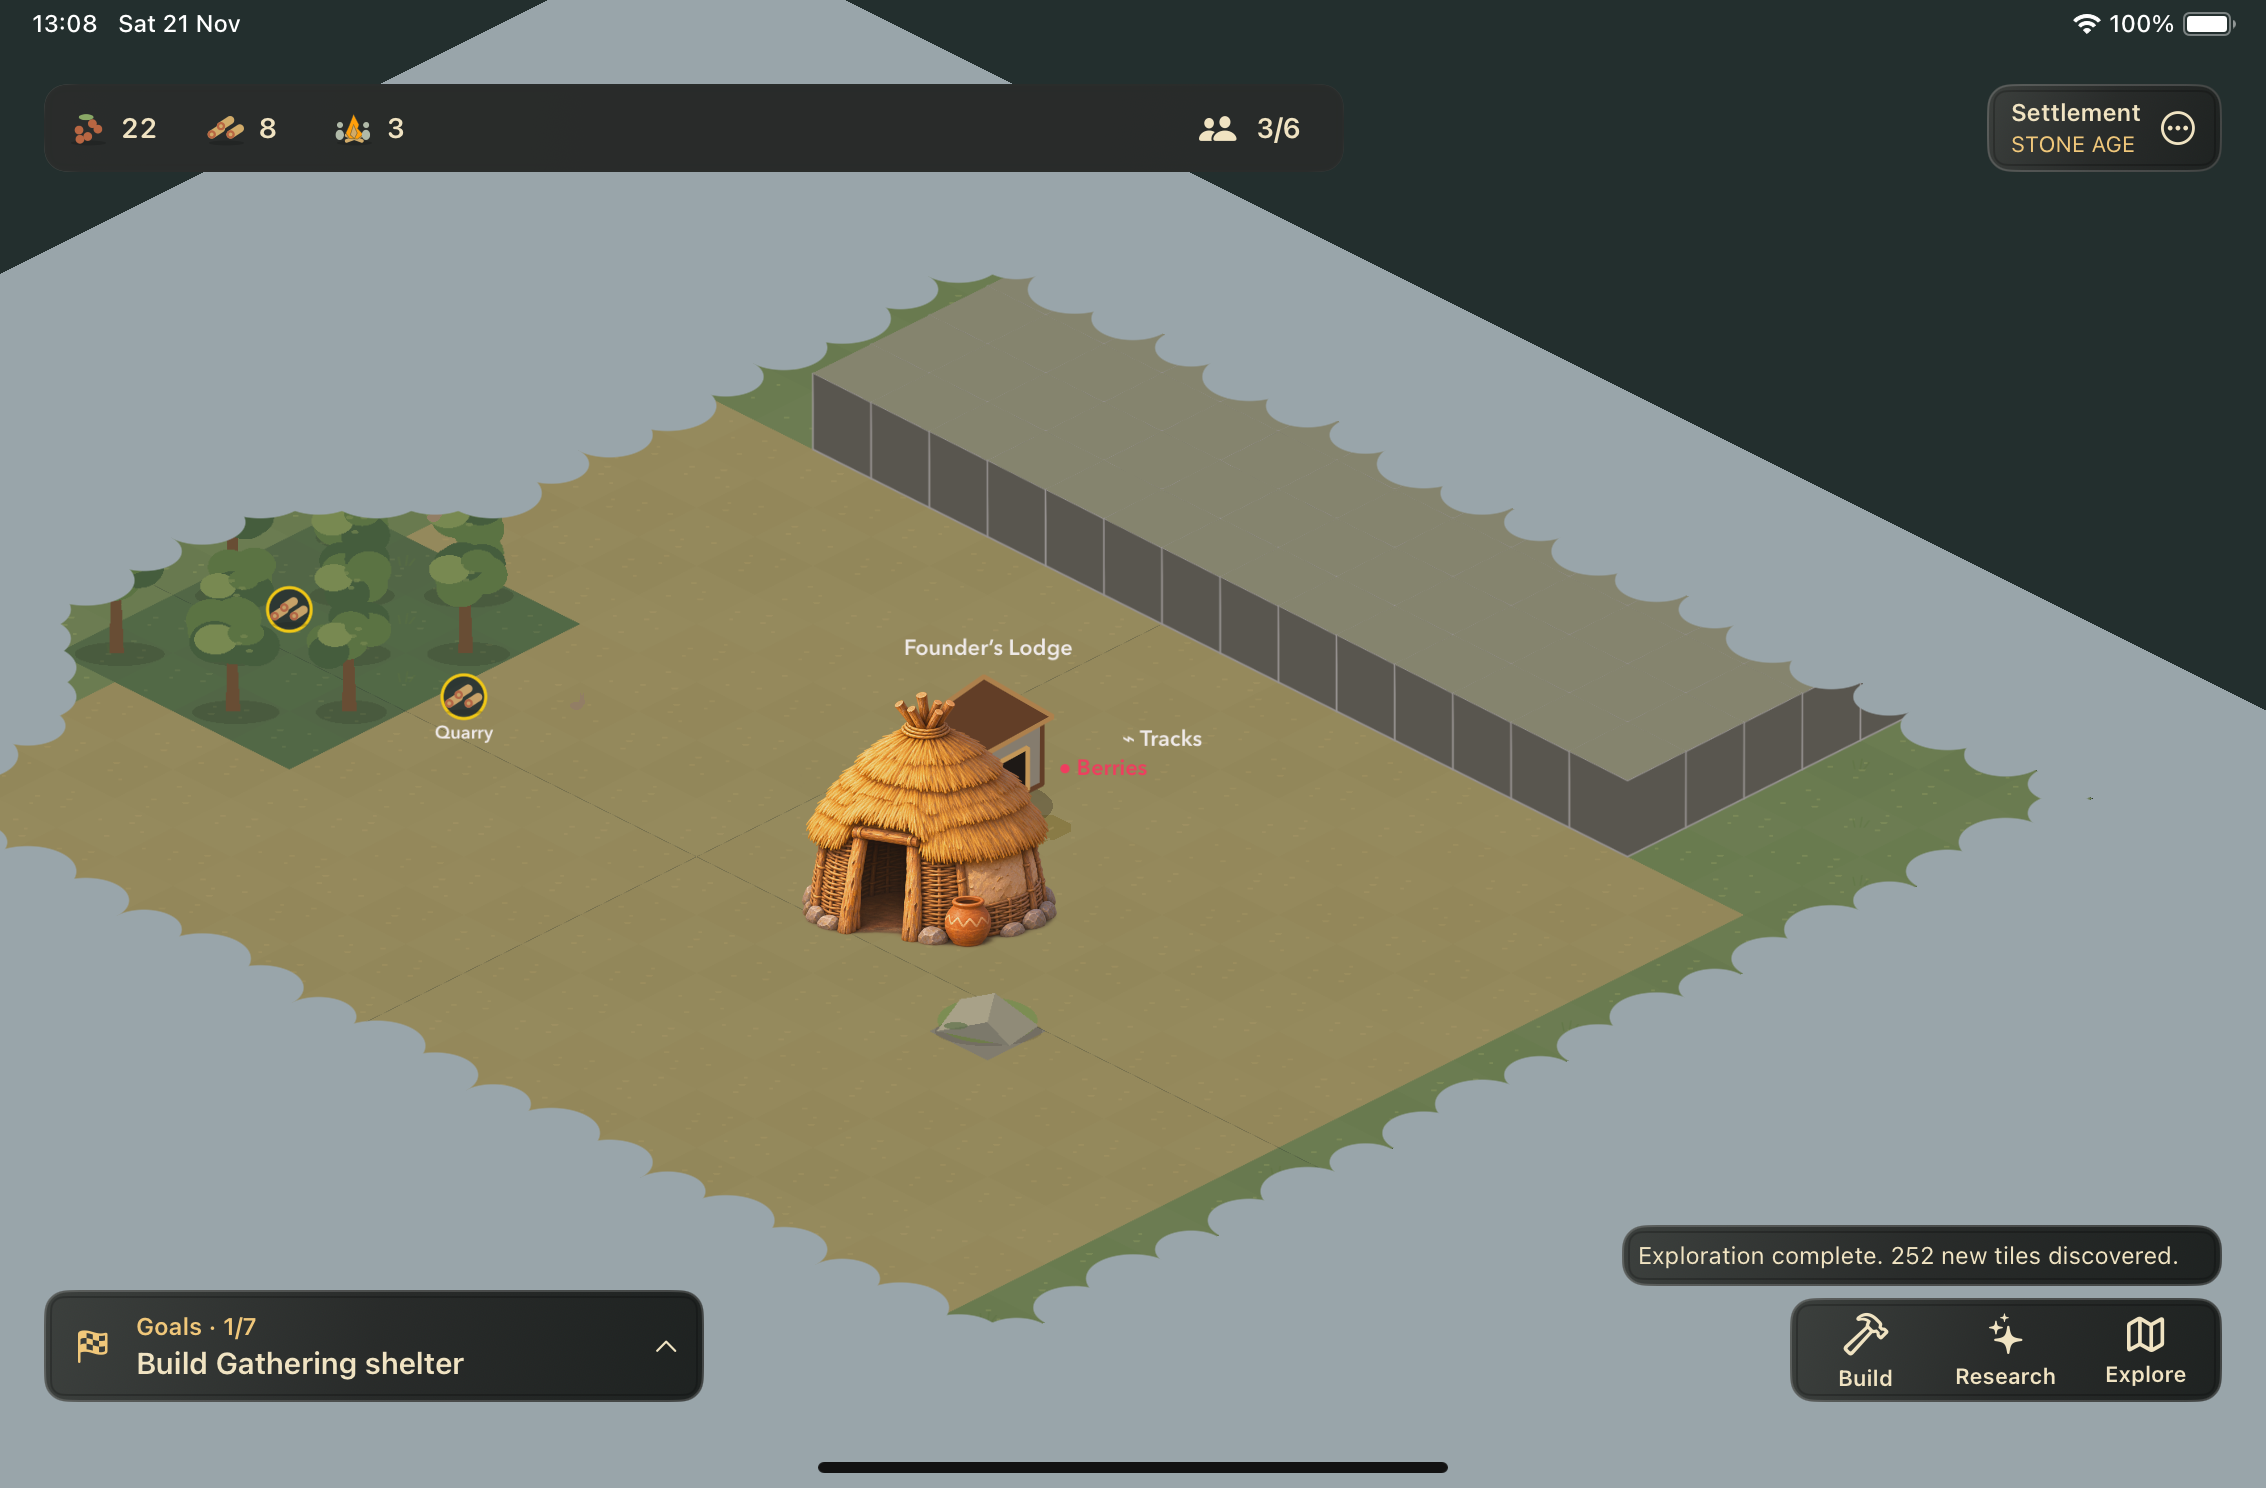 13:08 Sat 21 Nov
100%
22 8 3 3/6
Settlement
STONE AGE
Founder's Lodge
Quarry
Tracks
Berries
Exploration complete. 252 new tiles discovered.
Goals · 1/7
Build Gathering shelter
Build Research Explore